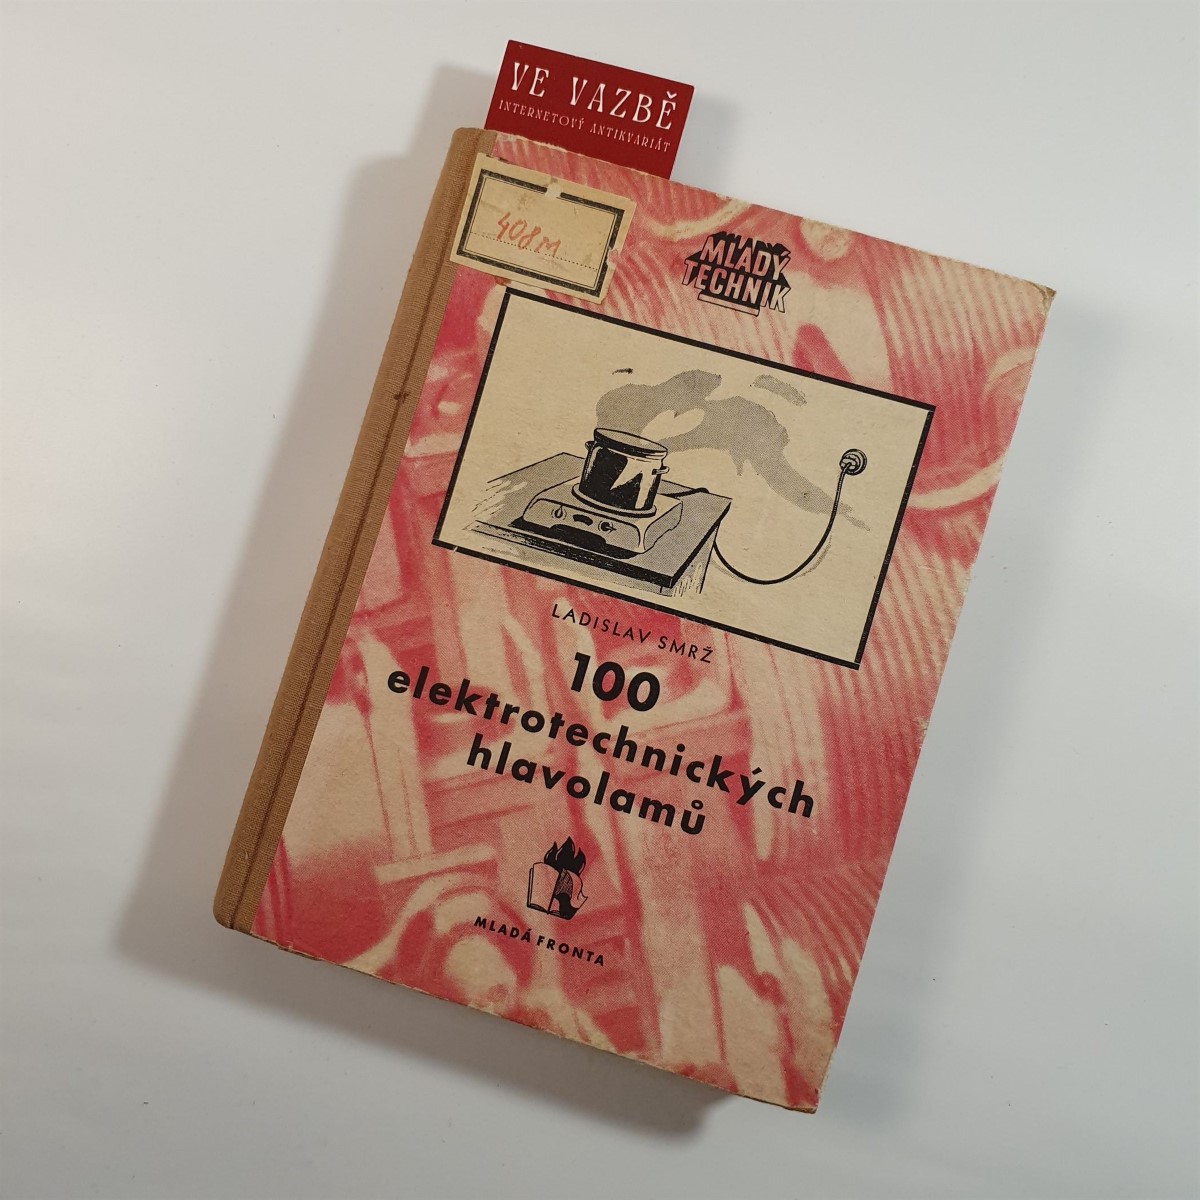 VE VAZBĚ
INTERNETOVÝ ANTIKVARIÁT
408m
MLADÝ
TECHNIK
LADISLAV SMRŽ
100
elektrotechnických
hlavolamů
MLADÁ FRONTA